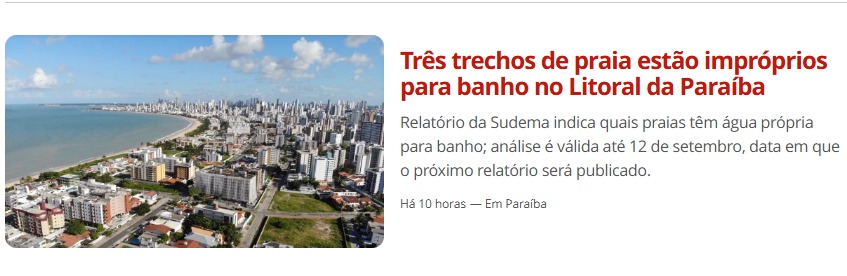 Três trechos de praia estão impróprios
para banho no Litoral da Paraíba
Relatório da Sudema indica quais praias têm água própria
para banho; análise é válida até 12 de setembro, data em que
o próximo relatório será publicado.
Há 10 horas — Em Paraíba